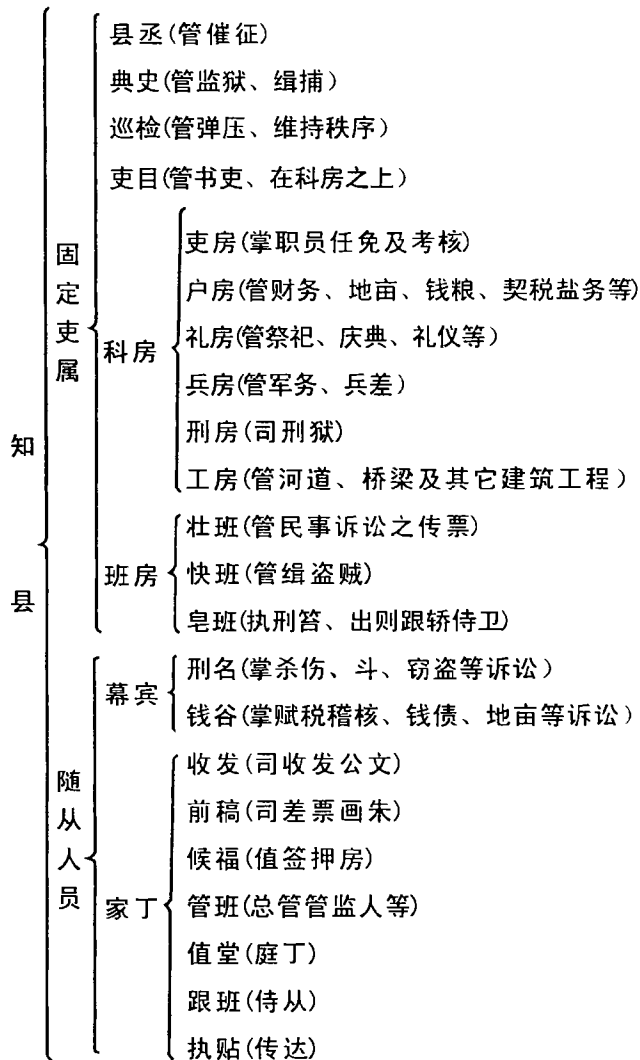 知县
固定吏属
县丞(管催征)
典史(管监狱、缉捕)
巡检(管弹压、维持秩序)
吏目(管书吏、在科房之上)
科房
吏房(掌职员任免及考核)
户房(管财务、地亩、钱粮、契税盐务等)
礼房(管祭祀、庆典、礼仪等)
兵房(管军务、兵差)
刑房(司刑狱)
工房(管河道、桥梁及其它建筑工程)
班房
壮班(管民事诉讼之传票)
快班(管缉盗贼)
皂班(执刑笞、出则跟轿侍卫)
随从人员
幕宾
刑名(掌杀伤、斗、窃盗等诉讼)
钱谷(掌赋税稽核、钱债、地亩等诉讼)
家丁
收发(司收发公文)
前稿(司差票画朱)
候福(值签押房)
管班(总管管监人等)
值堂(庭丁)
跟班(侍从)
执贴(传达)